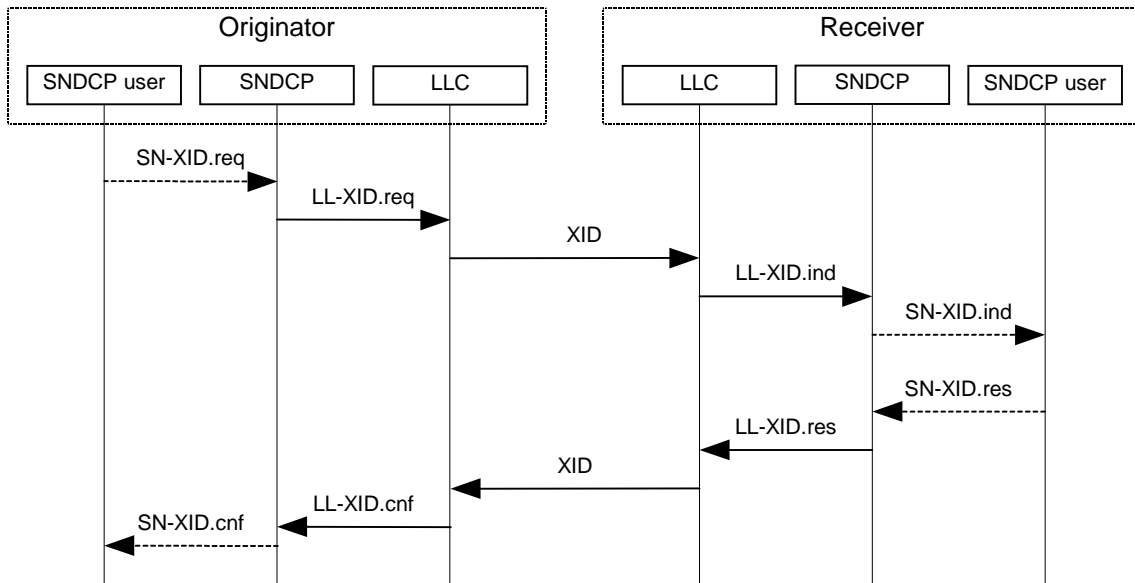 Originator
Receiver
SNDCP user
SNDCP
LLC
LLC
SNDCP
SNDCP user
SN-XID.req
LL-XID.req
XID
LL-XID.ind
SN-XID.ind
SN-XID.res
LL-XID.res
XID
LL-XID.cnf
SN-XID.cnf